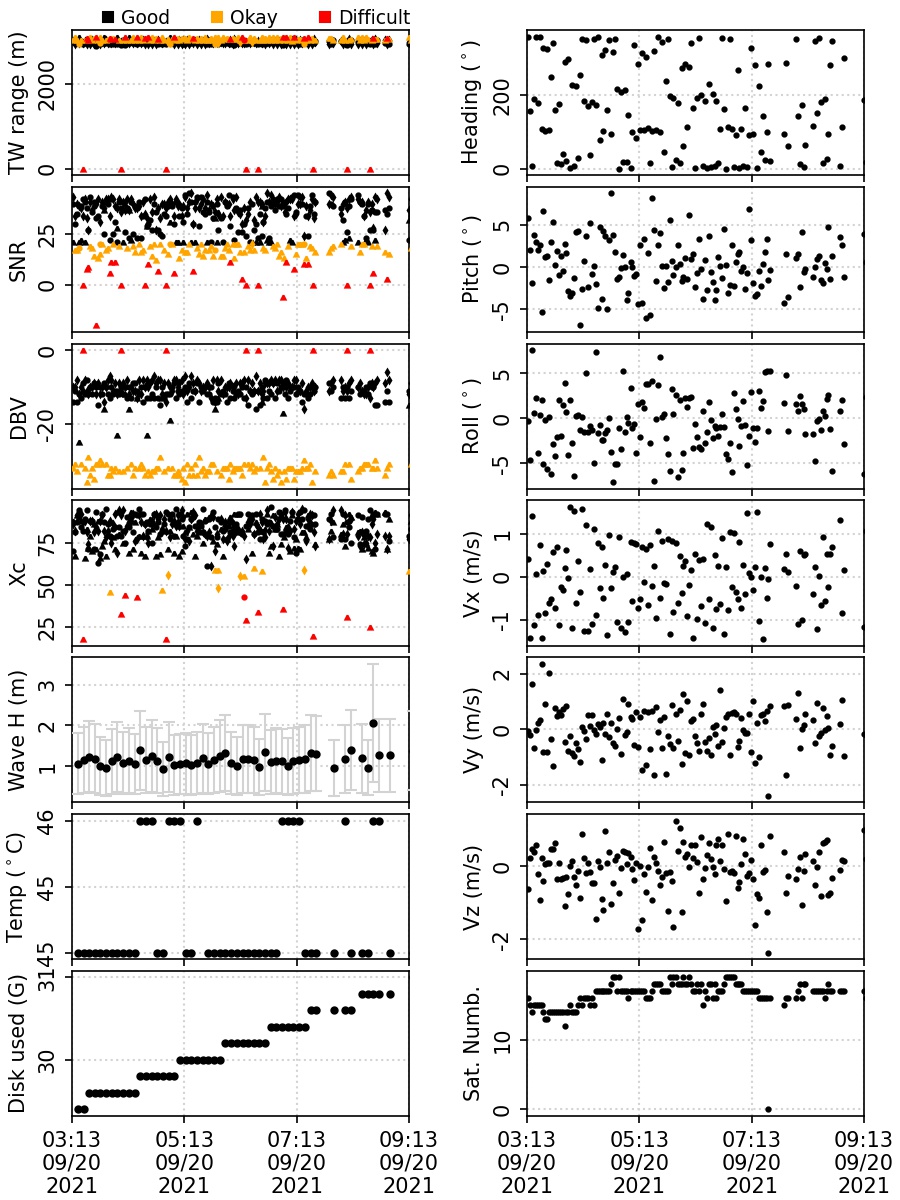 Good Okay Difficult
TW range (m)
2000
0
SNR
25
0
DBV
0
-20
Xc
75
50
25
Wave H (m)
3
2
1
Temp (°C)
46
45
45
Disk used (G)
31
30
03:13 05:13 07:13 09:13
09/20 09/20 09/20 09/20
2021 2021 2021 2021
Heading (°)
200
0
Pitch (°)
5
0
-5
Roll (°)
5
0
-5
Vx (m/s)
1
0
-1
Vy (m/s)
2
0
-2
Vz (m/s)
0
-2
Sat. Numb.
10
0
03:13 05:13 07:13 09:13
09/20 09/20 09/20 09/20
2021 2021 2021 2021